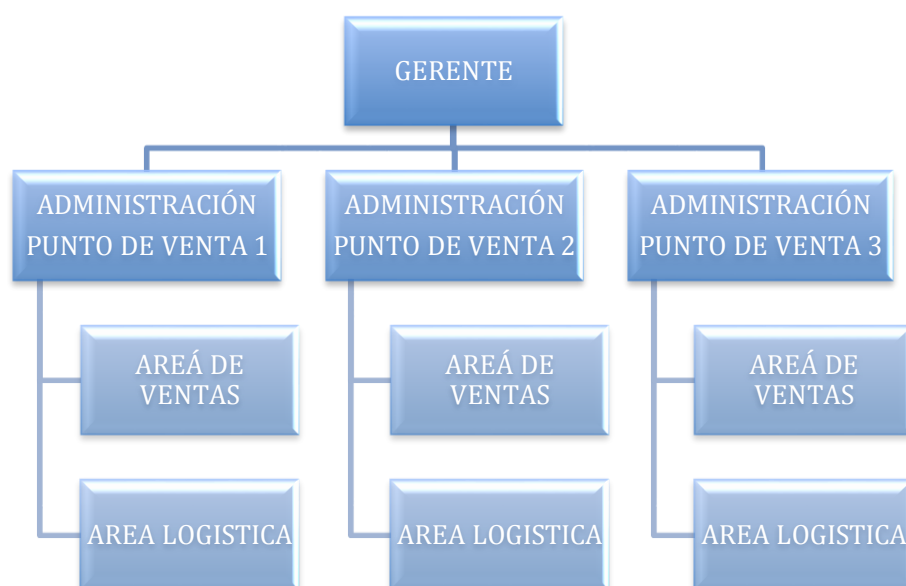 GERENTE
ADMINISTRACIÓN
PUNTO DE VENTA 1
ADMINISTRACIÓN
PUNTO DE VENTA 2
ADMINISTRACIÓN
PUNTO DE VENTA 3
AREÁ DE
VENTAS
AREÁ DE
VENTAS
AREÁ DE
VENTAS
AREA LOGISTICA
AREA LOGISTICA
AREA LOGISTICA